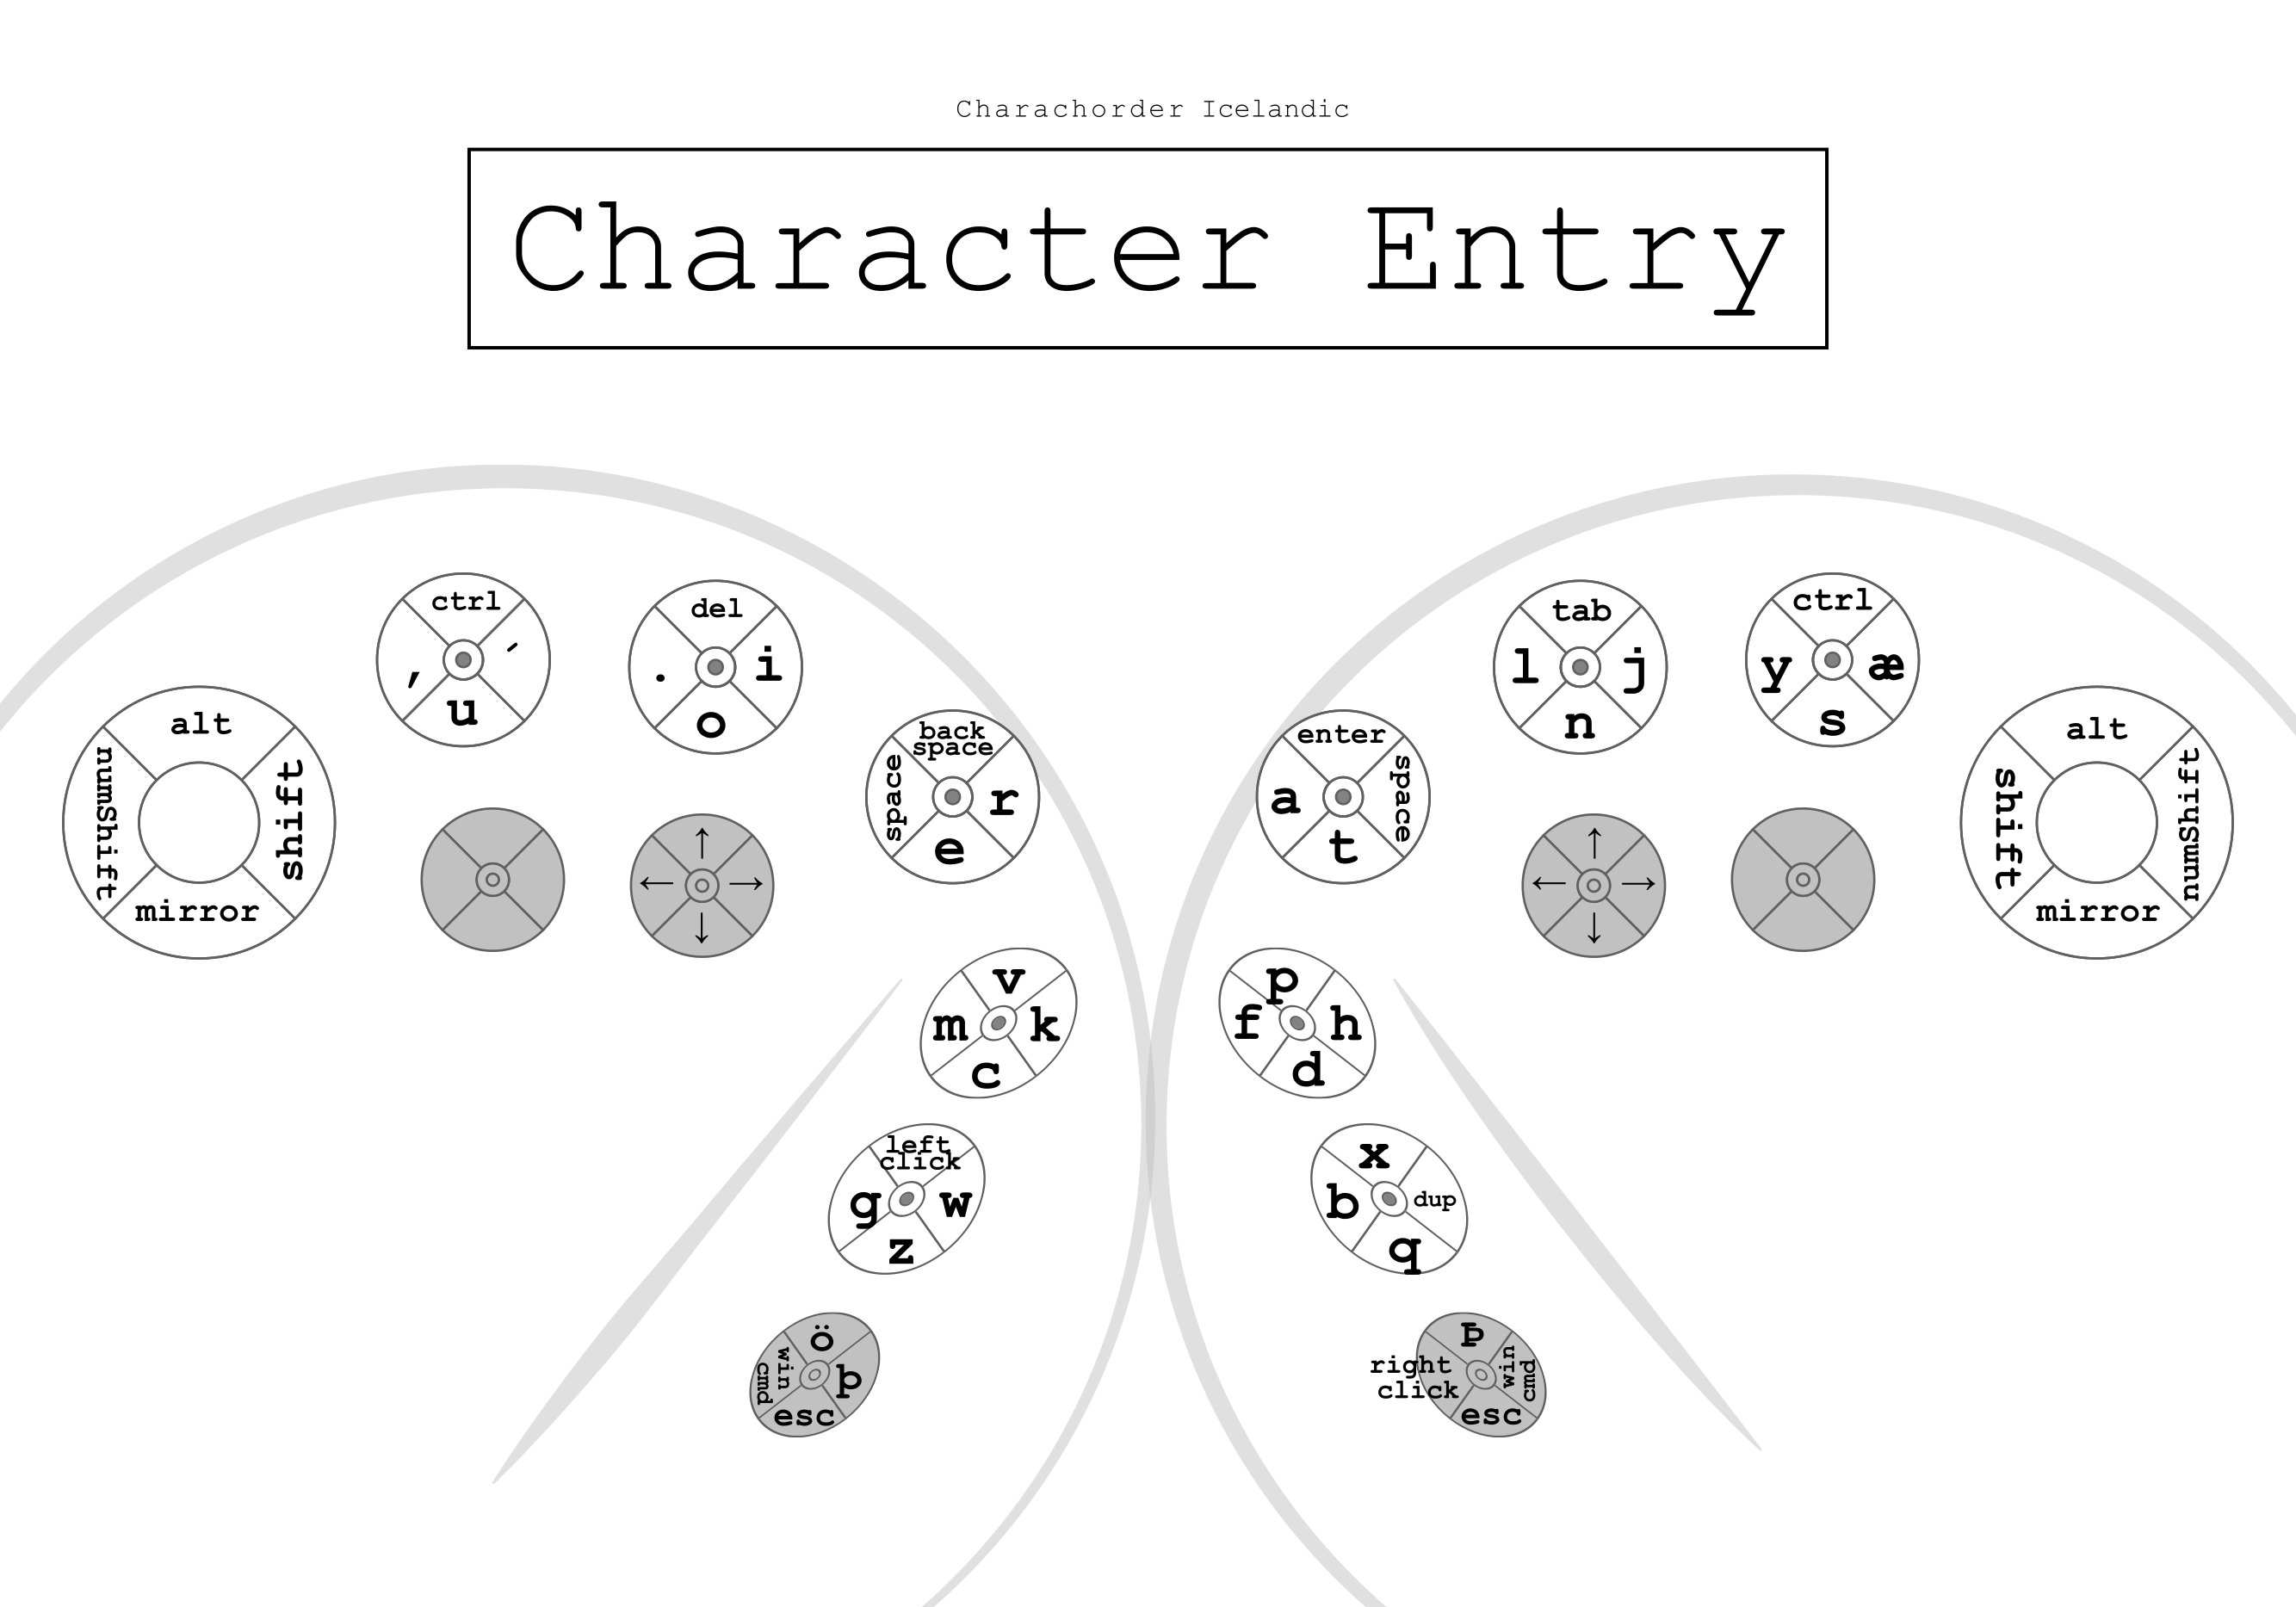 Charachorder Icelandic
Character Entry
ctrl
,
´
u
del
.
i
o
alt
numShift
shift
mirror
back
space
space
r
e
↑
← →
↓
v
m k
c
left
click
g w
z
ö
win
cmd
þ
esc
enter
a
space
t
tab
l j
n
ctrl
y æ
s
alt
shift
numShift
mirror
↑
← →
↓
p
f h
d
x
b dup
q
right
click
win
cmd
esc